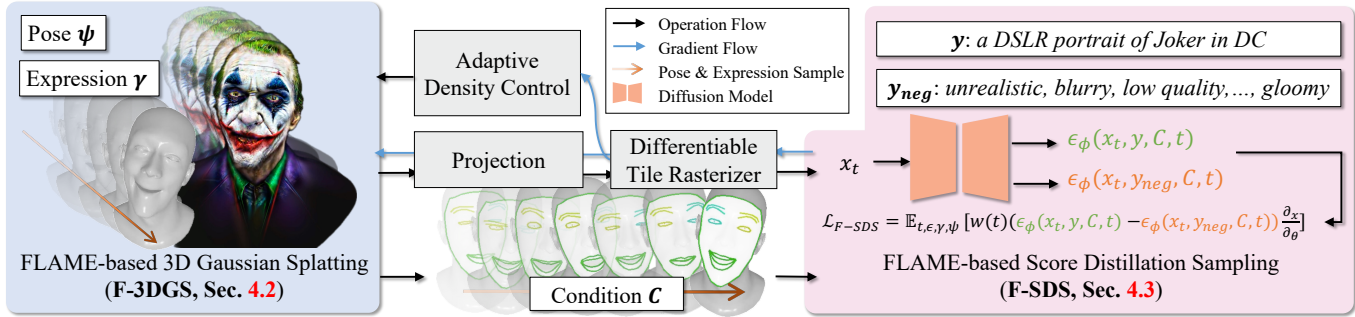 Pose ψ
Expression γ
FLAME-based 3D Gaussian Splatting
(F-3DGS, Sec. 4.2)
Adaptive
Density Control
Projection
Differentiable
Tile Rasterizer
Operation Flow
Gradient Flow
Pose & Expression Sample
Diffusion Model
Condition C
y: a DSLR portrait of Joker in DC
y_neg: unrealistic, blurry, low quality,…, gloomy
x_t
ϵ_ϕ(x_t, y, C, t)
ϵ_ϕ(x_t, y_neg, C, t)
ℒ_F−SDS = 𝔼_t,ϵ,γ,ψ [w(t)(ϵ_ϕ(x_t, y, C, t) −ϵ_ϕ(x_t, y_neg, C, t)) ∂x/∂θ]
FLAME-based Score Distillation Sampling
(F-SDS, Sec. 4.3)